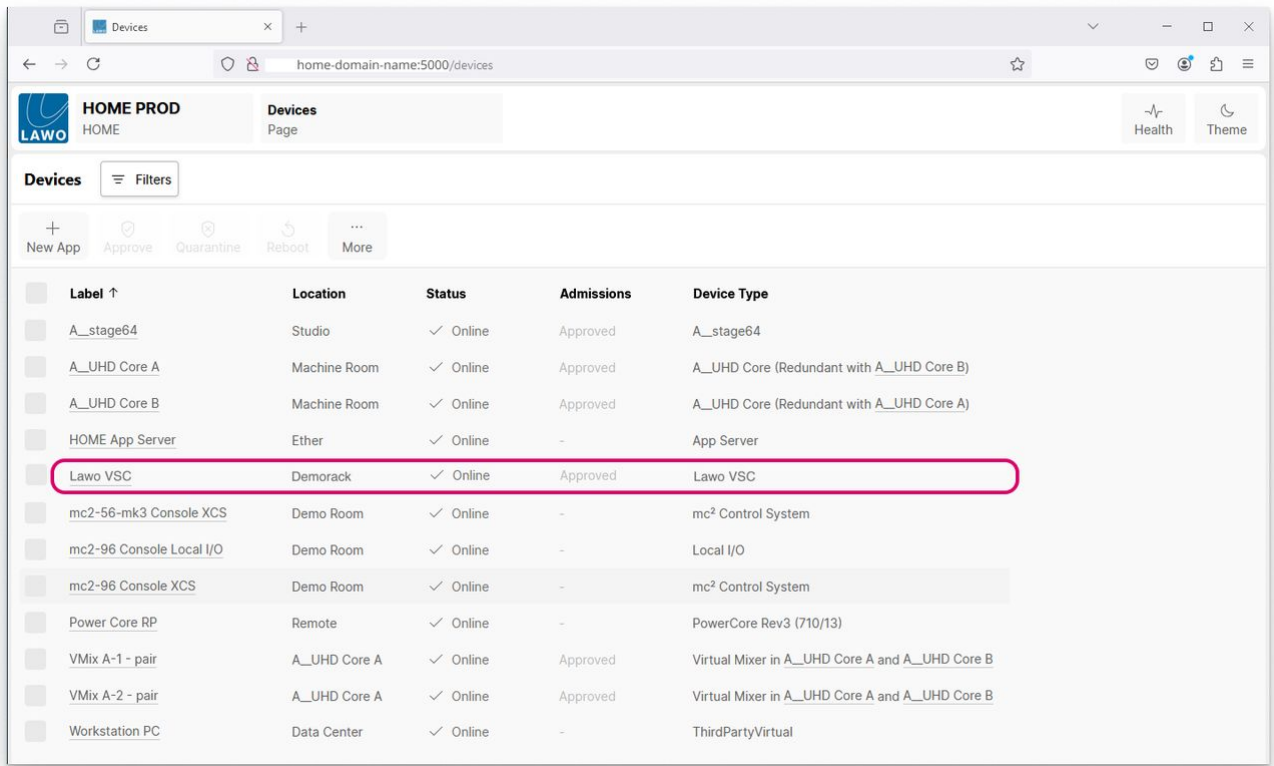 Devices
home-domain-name:5000/devices
LAWO
HOME PROD
HOME
Devices
Page
Health
Theme
Devices
Filters
New App
Approve
Quarantine
Reboot
More
Label ↑ Location Status Admissions Device Type
A__stage64 Studio Online Approved A__stage64
A__UHD Core A Machine Room Online Approved A__UHD Core (Redundant with A__UHD Core B)
A__UHD Core B Machine Room Online Approved A__UHD Core (Redundant with A__UHD Core A)
HOME App Server Ether Online - App Server
Lawo VSC Demorack Online Approved Lawo VSC
mc2-56-mk3 Console XCS Demo Room Online - mc² Control System
mc2-96 Console Local I/O Demo Room Online - Local I/O
mc2-96 Console XCS Demo Room Online - mc² Control System
Power Core RP Remote Online - PowerCore Rev3 (710/13)
VMix A-1 - pair A__UHD Core A Online Approved Virtual Mixer in A__UHD Core A and A__UHD Core B
VMix A-2 - pair A__UHD Core A Online Approved Virtual Mixer in A__UHD Core A and A__UHD Core B
Workstation PC Data Center Online - ThirdPartyVirtual